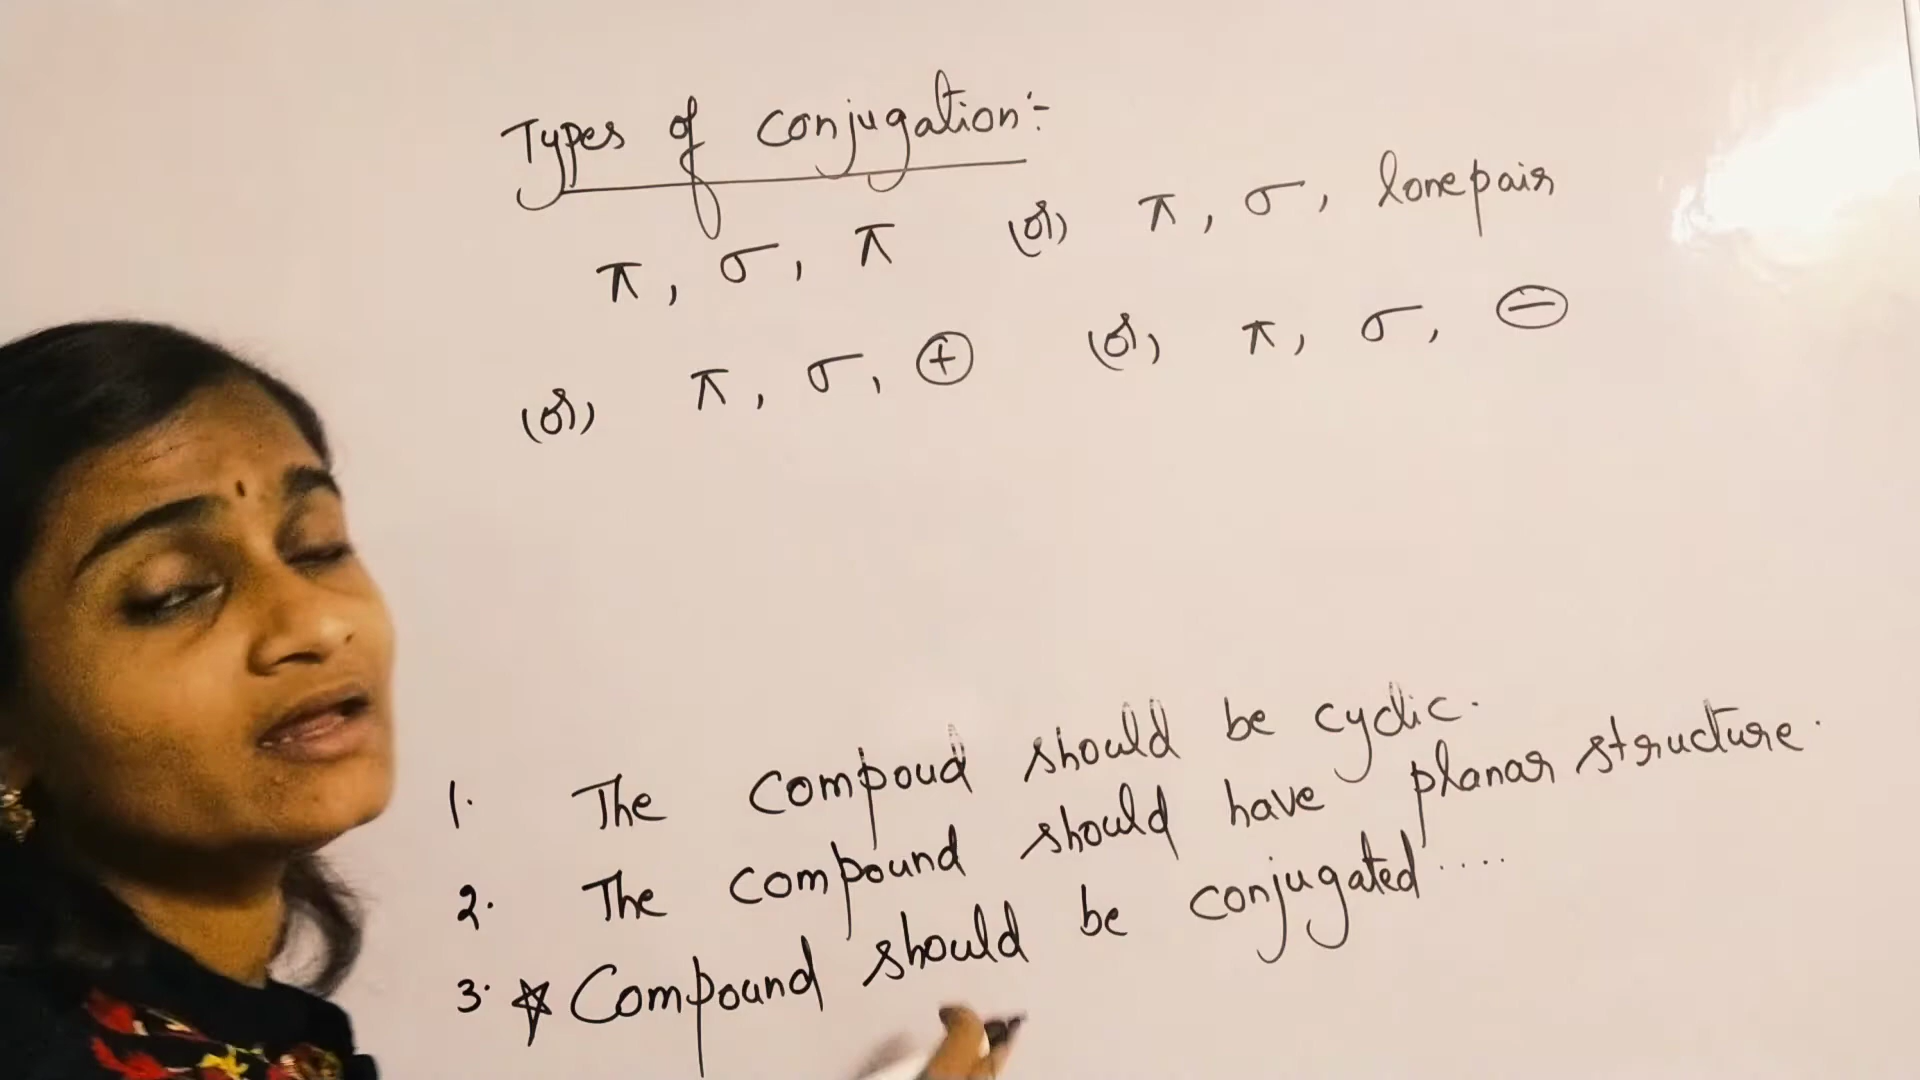 Types of conjugation:-
π, σ, π (or) π, σ, lonepair
(or) π, σ, ⊕ (or) π, σ, ⊖
1. The compoud should be cyclic.
2. The compound should have planar structure.
3. ☆ Compound should be conjugated ....